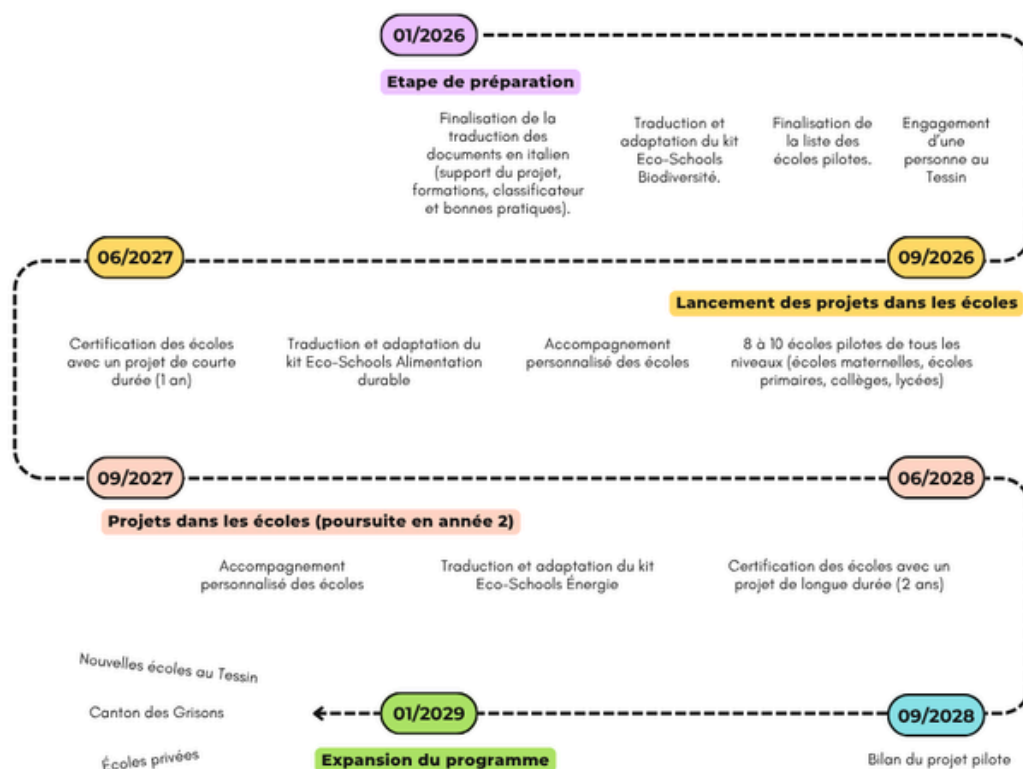 01/2026
Etape de préparation
Finalisation de la
traduction des
documents en italien
(support du projet,
formations, classificateur
et bonnes pratiques).
Traduction et
adaptation du kit
Eco-Schools
Biodiversité.
Finalisation de
la liste des
écoles pilotes.
Engagement
d'une
personne au
Tessin
09/2026
Lancement des projets dans les écoles
8 à 10 écoles pilotes de tous les
niveaux (écoles maternelles, écoles
primaires, collèges, lycées)
Accompagnement
personnalisé des écoles
Traduction et adaptation du
kit Eco-Schools Alimentation
durable
06/2027
Certification des écoles
avec un projet de courte
durée (1 an)
09/2027
Projets dans les écoles (poursuite en année 2)
Accompagnement
personnalisé des écoles
Traduction et adaptation du kit
Eco-Schools Énergie
06/2028
Certification des écoles avec un
projet de longue durée (2 ans)
09/2028
Bilan du projet pilote
01/2029
Expansion du programme
Nouvelles écoles au Tessin
Canton des Grisons
Écoles privées